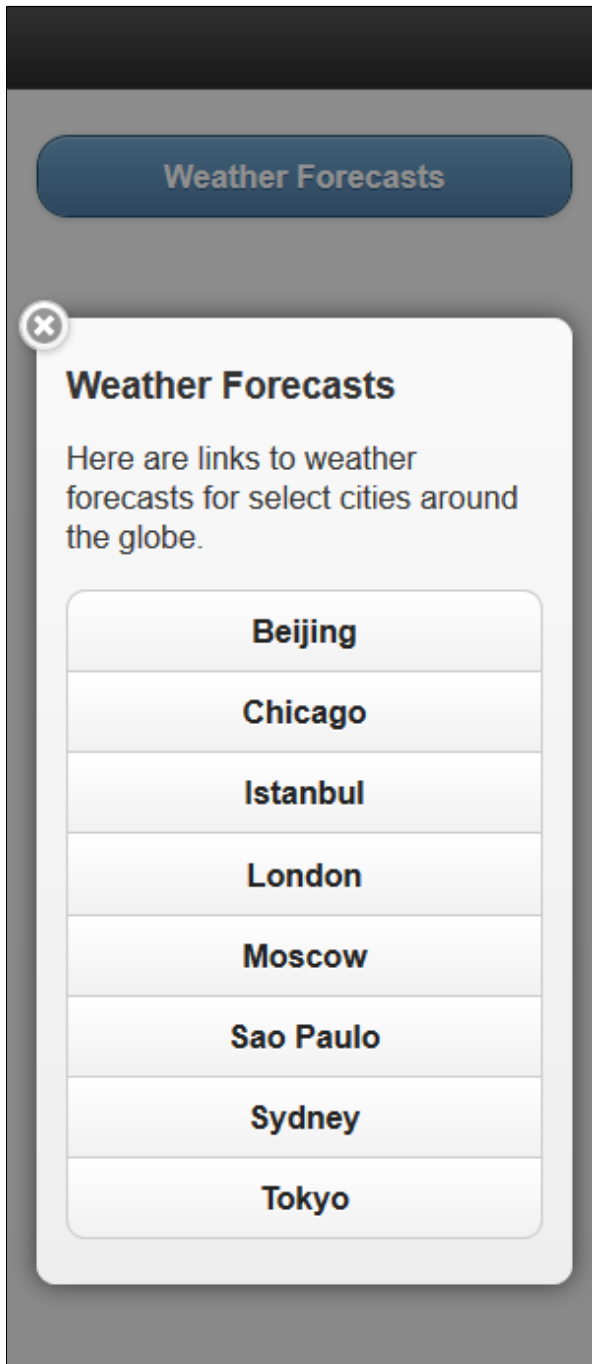 Weather Forecasts
Weather Forecasts
Here are links to weather
forecasts for select cities around
the globe.
Beijing
Chicago
Istanbul
London
Moscow
Sao Paulo
Sydney
Tokyo